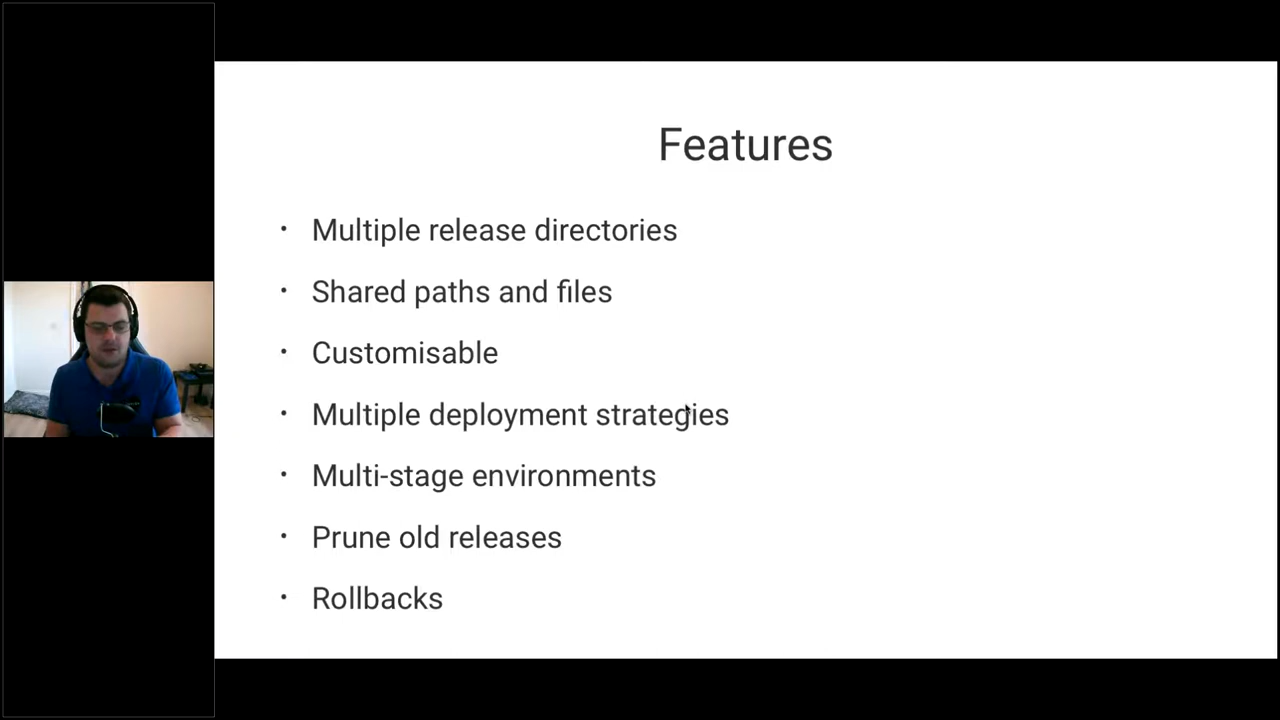 Features
• Multiple release directories
• Shared paths and files
• Customisable
• Multiple deployment strategies
• Multi-stage environments
• Prune old releases
• Rollbacks